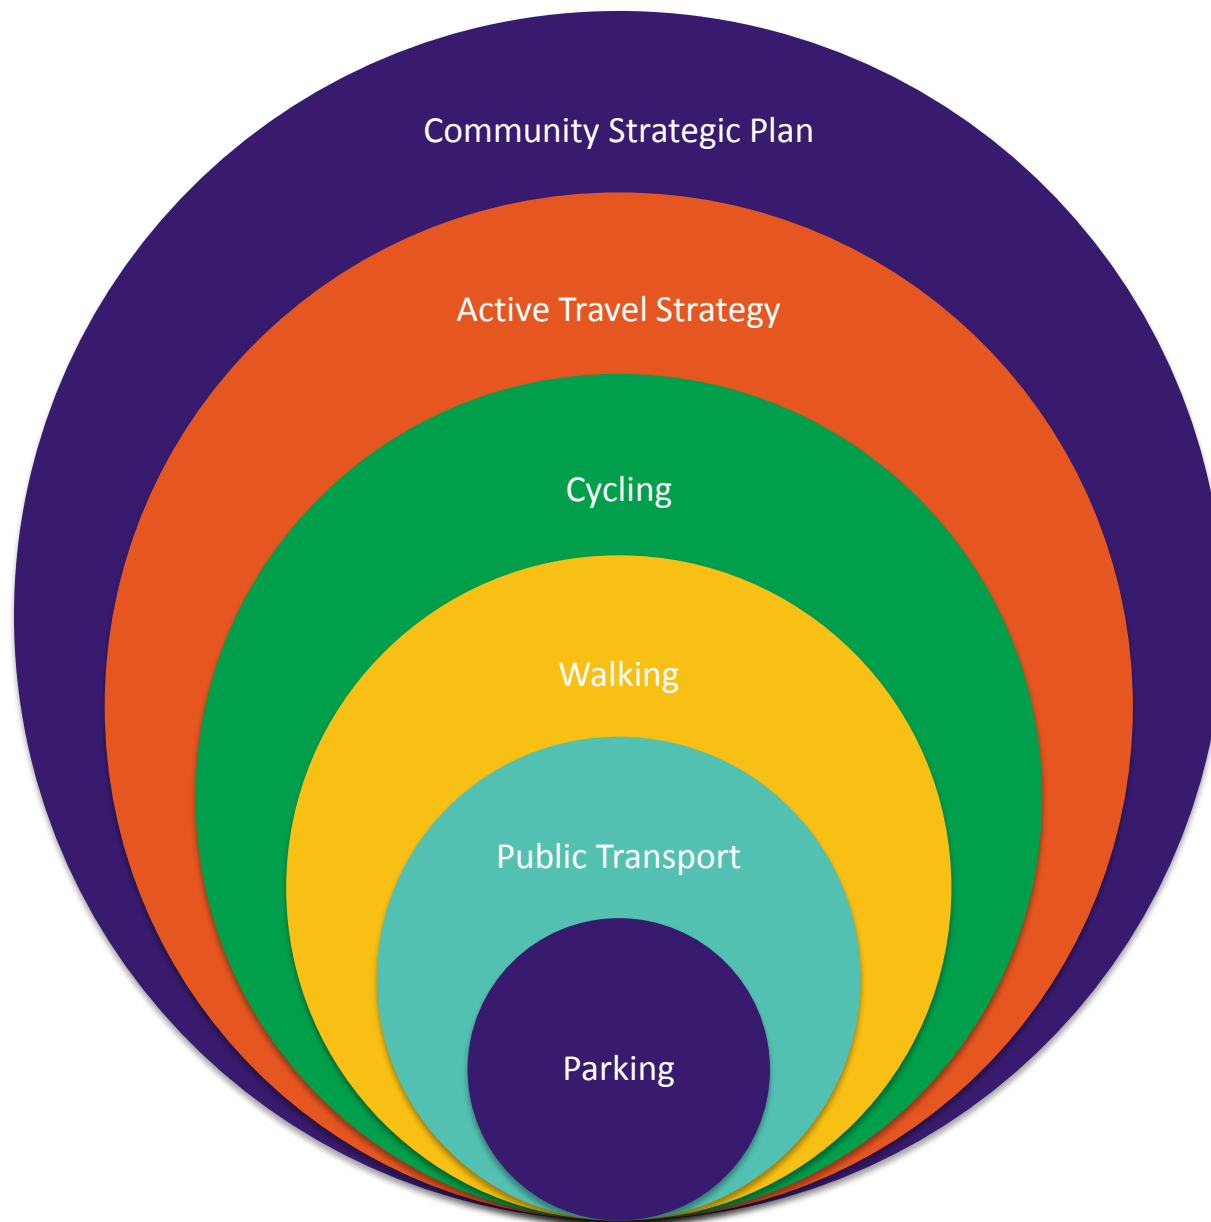 Community Strategic Plan
Active Travel Strategy
Cycling
Walking
Public Transport
Parking